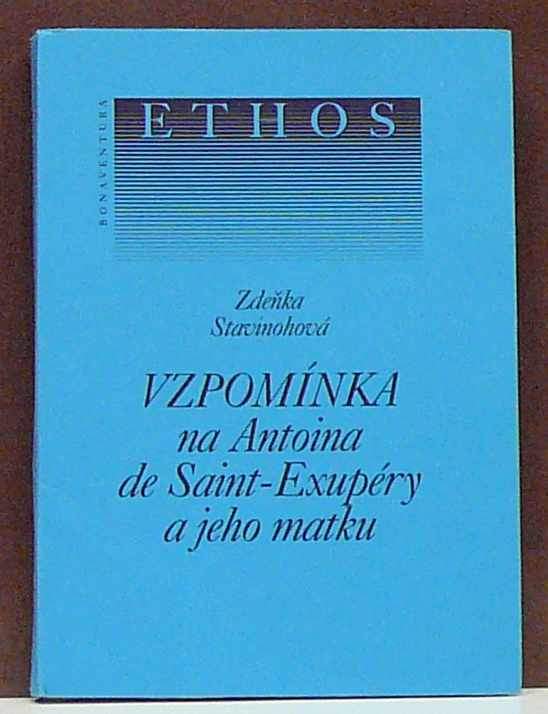 BONAVENTURA
ETHOS
Zdeňka
Stavinohová
VZPOMÍNKA
na Antoina
de Saint-Exupéry
a jeho matku